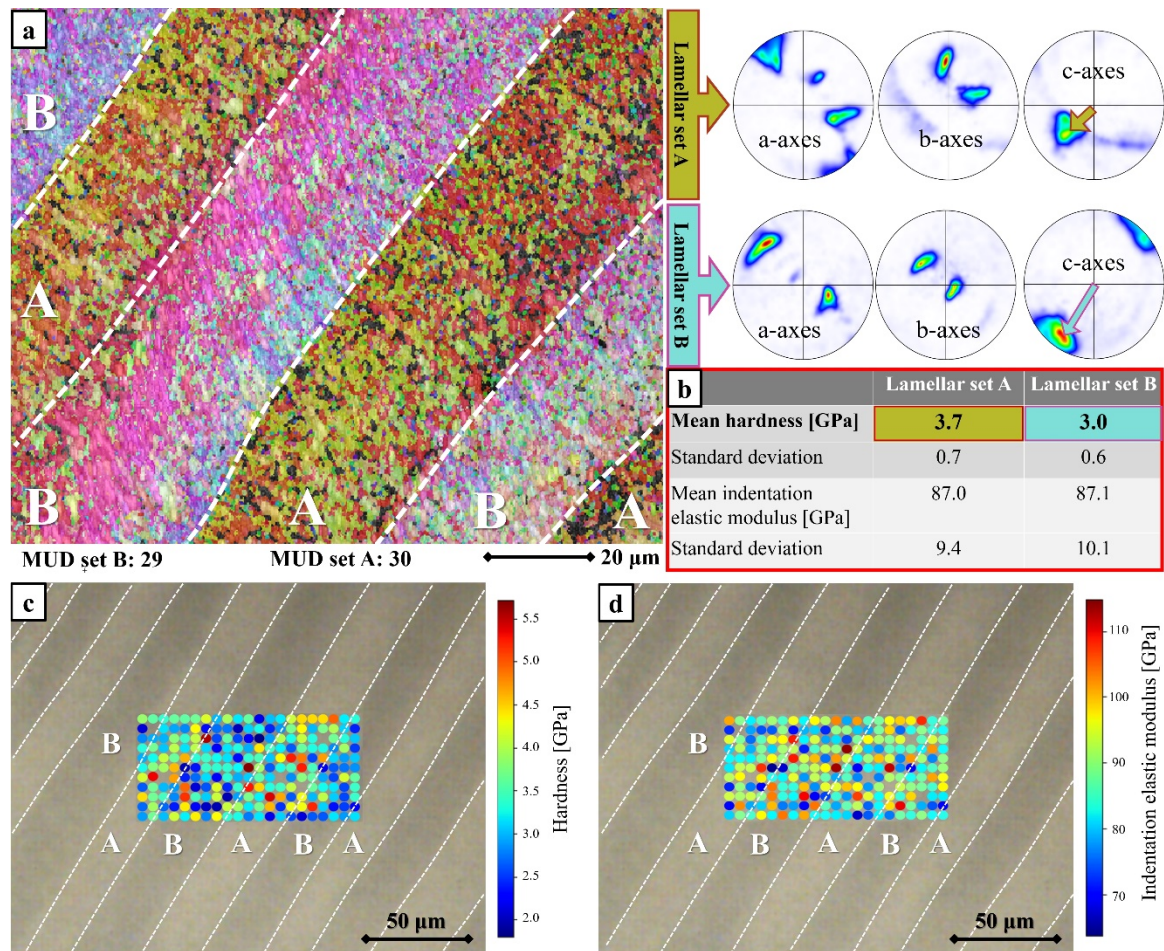 a
B
A
B
A
B
A
MUD set B: 29
MUD set A: 30
20 μm
Lamellar set A
a-axes
b-axes
c-axes
Lamellar set B
a-axes
b-axes
c-axes
b
Lamellar set A Lamellar set B
Mean hardness [GPa] 3.7 3.0
Standard deviation 0.7 0.6
Mean indentation
elastic modulus [GPa] 87.0 87.1
Standard deviation 9.4 10.1
c
B
A B A B A
50 μm
5.5
5.0
4.5
4.0
3.5
3.0
2.5
2.0
Hardness [GPa]
d
B
A B A B A
50 μm
110
100
90
80
70
Indentation elastic modulus [GPa]